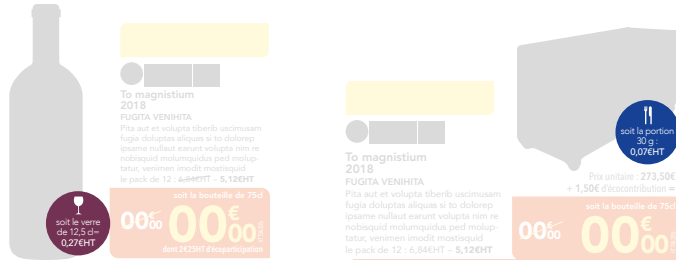 To magnistium
2018
FUGITA VENIHITA
Pita aut et volupta tiberib uscimusam
fugia doluptas aliquas si to dolorep
ipsame nullaut earunt volupta nim re
nobisquid molumquidus ped molup-
tatur, venimen imodit mostisquid
le pack de 12 : 6,84€HT – 5,12€HT
soit le verre
de 12,5 cl=
0,27€HT
soit la bouteille de 75cl
00€00
00€00
dont 2€25HT d'écoparticipation
To magnistium
2018
FUGITA VENIHITA
Pita aut et volupta tiberib uscimusam
fugia doluptas aliquas si to dolorep
ipsame nullaut earunt volupta nim re
nobisquid molumquidus ped molup-
tatur, venimen imodit mostisquid
le pack de 12 : 6,84€HT – 5,12€HT
soit la portion
30 g :
0,07€HT
Prix unitaire : 273,50€
+ 1,50€ d'écocontribution =
soit la bouteille de 75cl
00€00
00€00